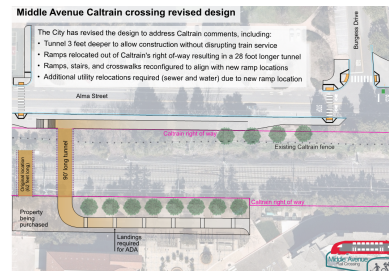 Middle Avenue Caltrain crossing revised design
The City has revised the design to address Caltrain comments, including:
• Tunnel 3 feet deeper to allow construction without disrupting train service
• Ramps relocated out of Caltrain's right-of-way resulting in a 28 foot longer tunnel
• Ramps, stairs, and crosswalks reconfigured to align with new ramp locations
• Additional utility relocations required (sewer and water) due to new ramp location
Burgess Drive
Alma Street
Caltrain right of way
Existing Caltrain fence
Original location
90' long tunnel
Caltrain right of way
Property
being
purchased
Landings
required
for ADA
Middle Avenue
Rail Crossing